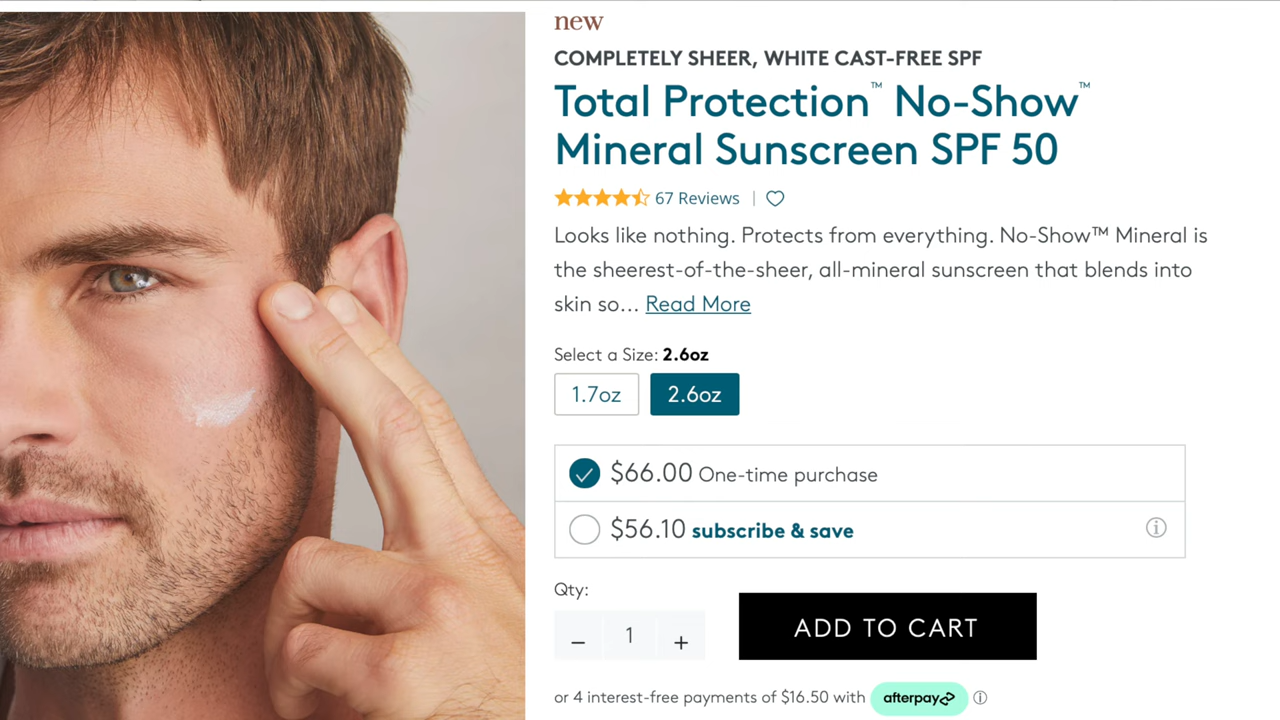 new
COMPLETELY SHEER, WHITE CAST-FREE SPF
Total Protection™ No-Show™
Mineral Sunscreen SPF 50
67 Reviews
Looks like nothing. Protects from everything. No-Show™ Mineral is
the sheerest-of-the-sheer, all-mineral sunscreen that blends into
skin so... Read More
Select a Size: 2.6oz
1.7oz 2.6oz
$66.00 One-time purchase
$56.10 subscribe & save
Qty:
− 1 +
ADD TO CART
or 4 interest-free payments of $16.50 with afterpay